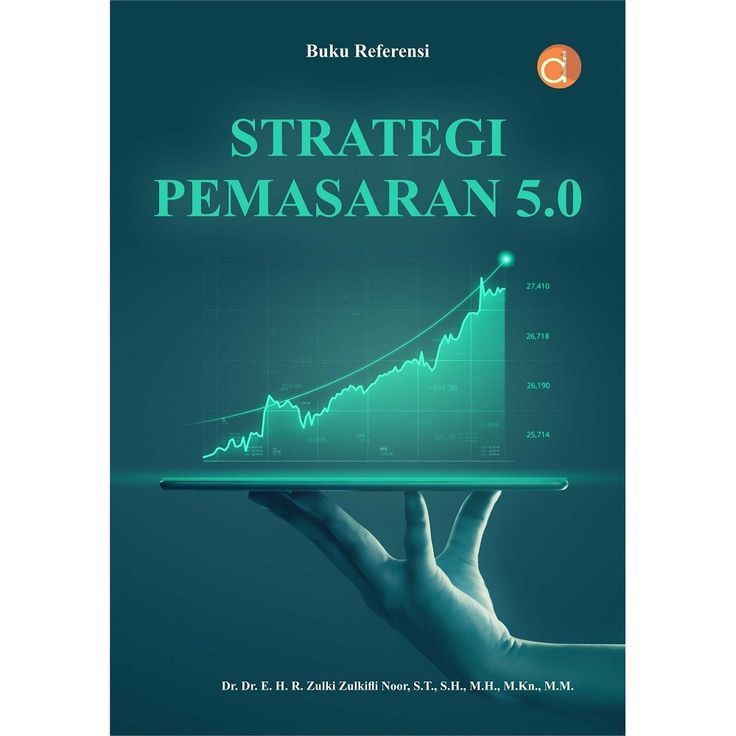 Buku Referensi
STRATEGI
PEMASARAN 5.0
27,410
26,718
26,190
25,714
Dr. Dr. E. H. R. Zulki Zulkifli Noor, S.T., S.H., M.H., M.Kn., M.M.